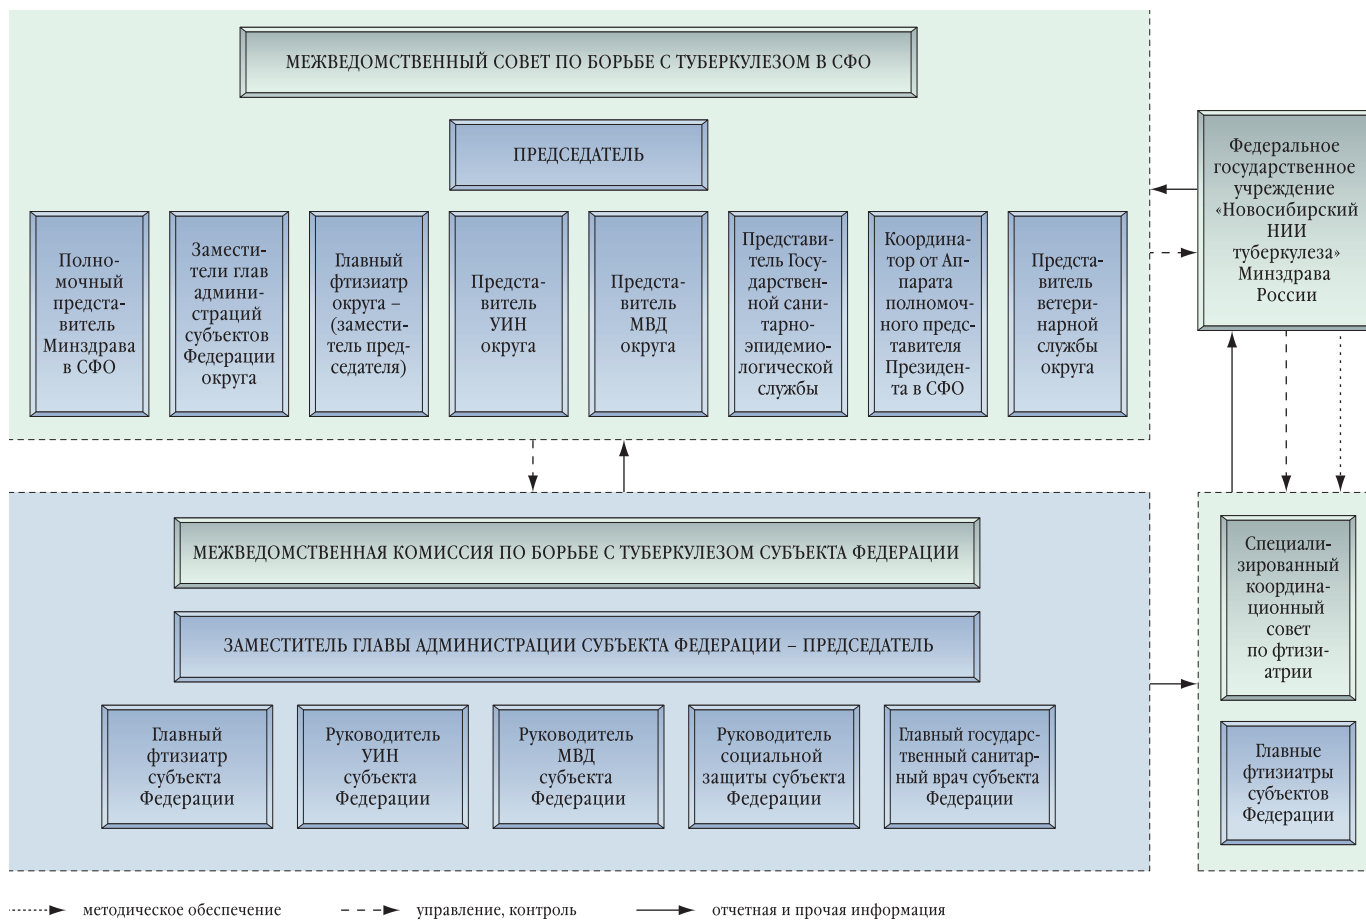 МЕЖВЕДОМСТВЕННЫЙ СОВЕТ ПО БОРЬБЕ С ТУБЕРКУЛЕЗОМ В СФО
ПРЕДСЕДАТЕЛЬ
Полно-
мочный
предста-
витель
Минздрава
в СФО
Замести-
тели глав
админи-
страций
субъектов
Федерации
округа
Главный
фтизиатр
округа –
(замести-
тель пред-
седателя)
Предста-
витель
УИН
округа
Предста-
витель
МВД
округа
Представи-
тель Госу-
дарствен-
ной сани-
тарно-
эпидемио-
логической
службы
Координа-
тор от Ап-
парата
полномоч-
ного предс-
тавителя
Президен-
та в СФО
Предста-
витель
ветери-
нарной
службы
округа
Федеральное
государственное
учреждение
«Новосибирский
НИИ
туберкулеза»
Минздрава
России
МЕЖВЕДОМСТВЕННАЯ КОМИССИЯ ПО БОРЬБЕ С ТУБЕРКУЛЕЗОМ СУБЪЕКТА ФЕДЕРАЦИИ
ЗАМЕСТИТЕЛЬ ГЛАВЫ АДМИНИСТРАЦИИ СУБЪЕКТА ФЕДЕРАЦИИ – ПРЕДСЕДАТЕЛЬ
Главный
фтизиатр
субъекта
Федерации
Руководитель
УИН
субъекта
Федерации
Руководитель
МВД
субъекта
Федерации
Руководитель
социальной
защиты субъекта
Федерации
Главный государс-
твенный санитар-
ный врач субъекта
Федерации
Специали-
зированный
координа-
ционный
совет
по фтизи-
атрии
Главные
фтизиатры
субъектов
Федерации
методическое обеспечение
управление, контроль
отчетная и прочая информация